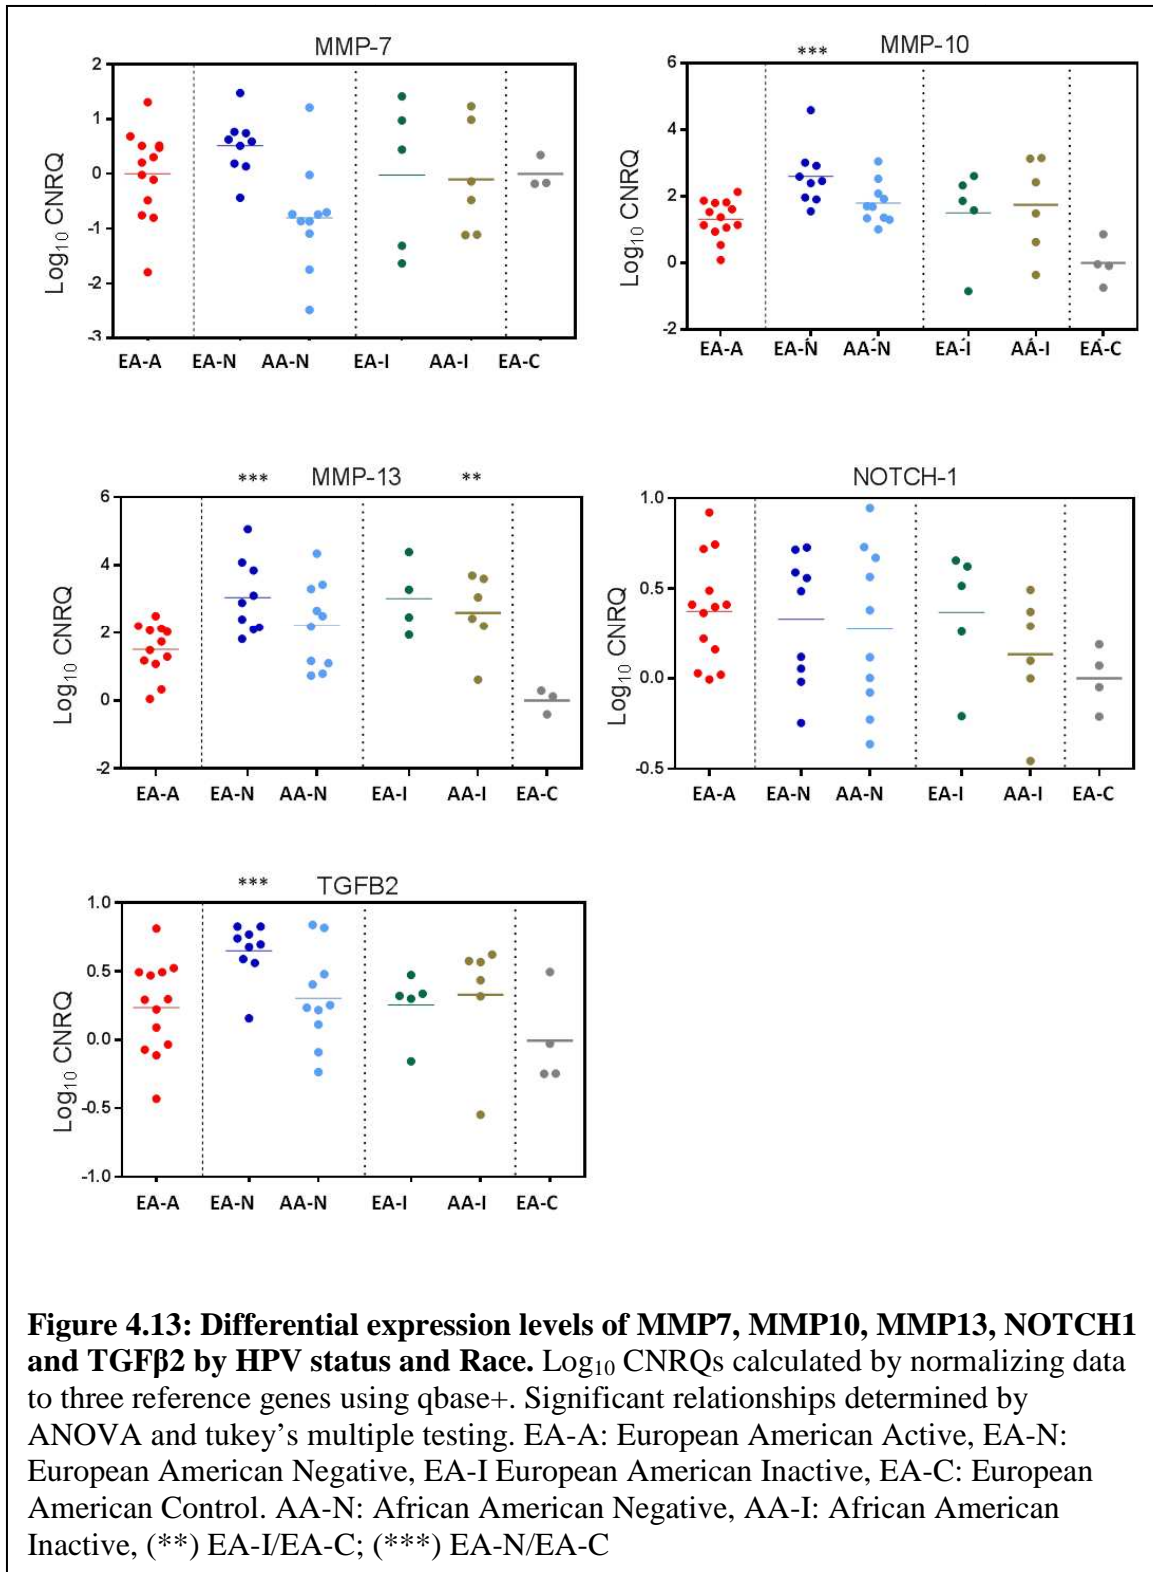 MMP-7
2
1
0
-1
-2
-3
Log10 CNRQ
EA-A EA-N AA-N EA-I AA-I EA-C
*** MMP-10
6
4
2
0
-2
Log10 CNRQ
EA-A EA-N AA-N EA-I AA-I EA-C
*** MMP-13 **
6
4
2
0
-2
Log10 CNRQ
EA-A EA-N AA-N EA-I AA-I EA-C
NOTCH-1
1.0
0.5
0.0
-0.5
Log10 CNRQ
EA-A EA-N AA-N EA-I AA-I EA-C
*** TGFB2
1.0
0.5
0.0
-0.5
-1.0
Log10 CNRQ
EA-A EA-N AA-N EA-I AA-I EA-C
Figure 4.13: Differential expression levels of MMP7, MMP10, MMP13, NOTCH1
and TGFβ2 by HPV status and Race. Log10 CNRQs calculated by normalizing data
to three reference genes using qbase+. Significant relationships determined by
ANOVA and tukey's multiple testing. EA-A: European American Active, EA-N:
European American Negative, EA-I European American Inactive, EA-C: European
American Control. AA-N: African American Negative, AA-I: African American
Inactive, (**) EA-I/EA-C; (***) EA-N/EA-C